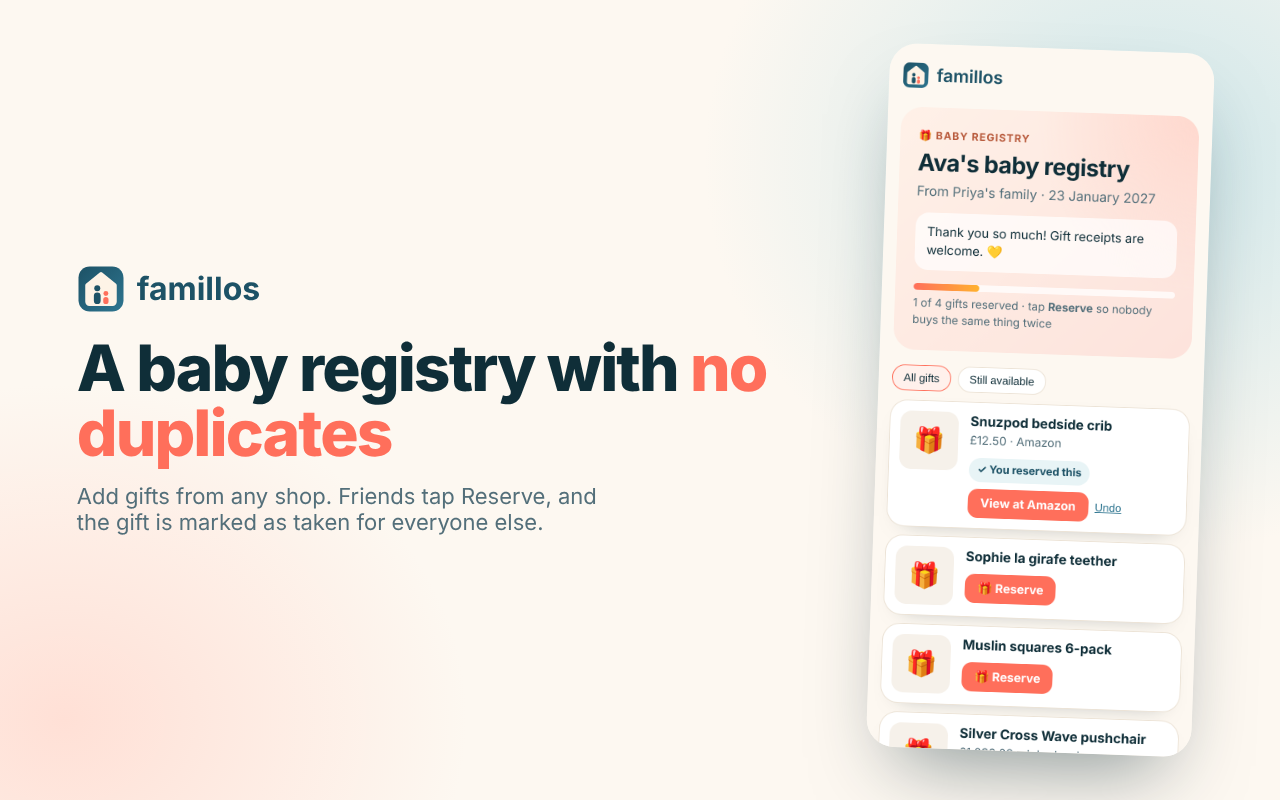 famillos
A baby registry with no
duplicates
Add gifts from any shop. Friends tap Reserve, and
the gift is marked as taken for everyone else.
famillos
🎁 BABY REGISTRY
Ava's baby registry
From Priya's family · 23 January 2027
Thank you so much! Gift receipts are
welcome. 💛
1 of 4 gifts reserved · tap Reserve so nobody
buys the same thing twice
All gifts
Still available
Snuzpod bedside crib
£12.50 · Amazon
✓ You reserved this
View at Amazon
Undo
Sophie la girafe teether
🎁 Reserve
Muslin squares 6-pack
🎁 Reserve
Silver Cross Wave pushchair